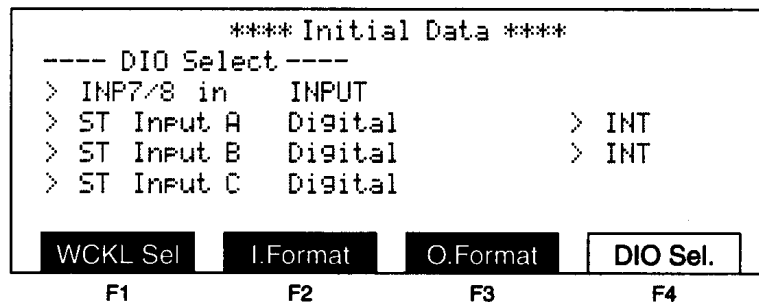 **** Initial Data ****
---- DIO Select ----
> INP7/8 in INPUT
> ST Input A Digital > INT
> ST Input B Digital > INT
> ST Input C Digital
WCKL Sel I.Format O.Format DIO Sel.
F1 F2 F3 F4